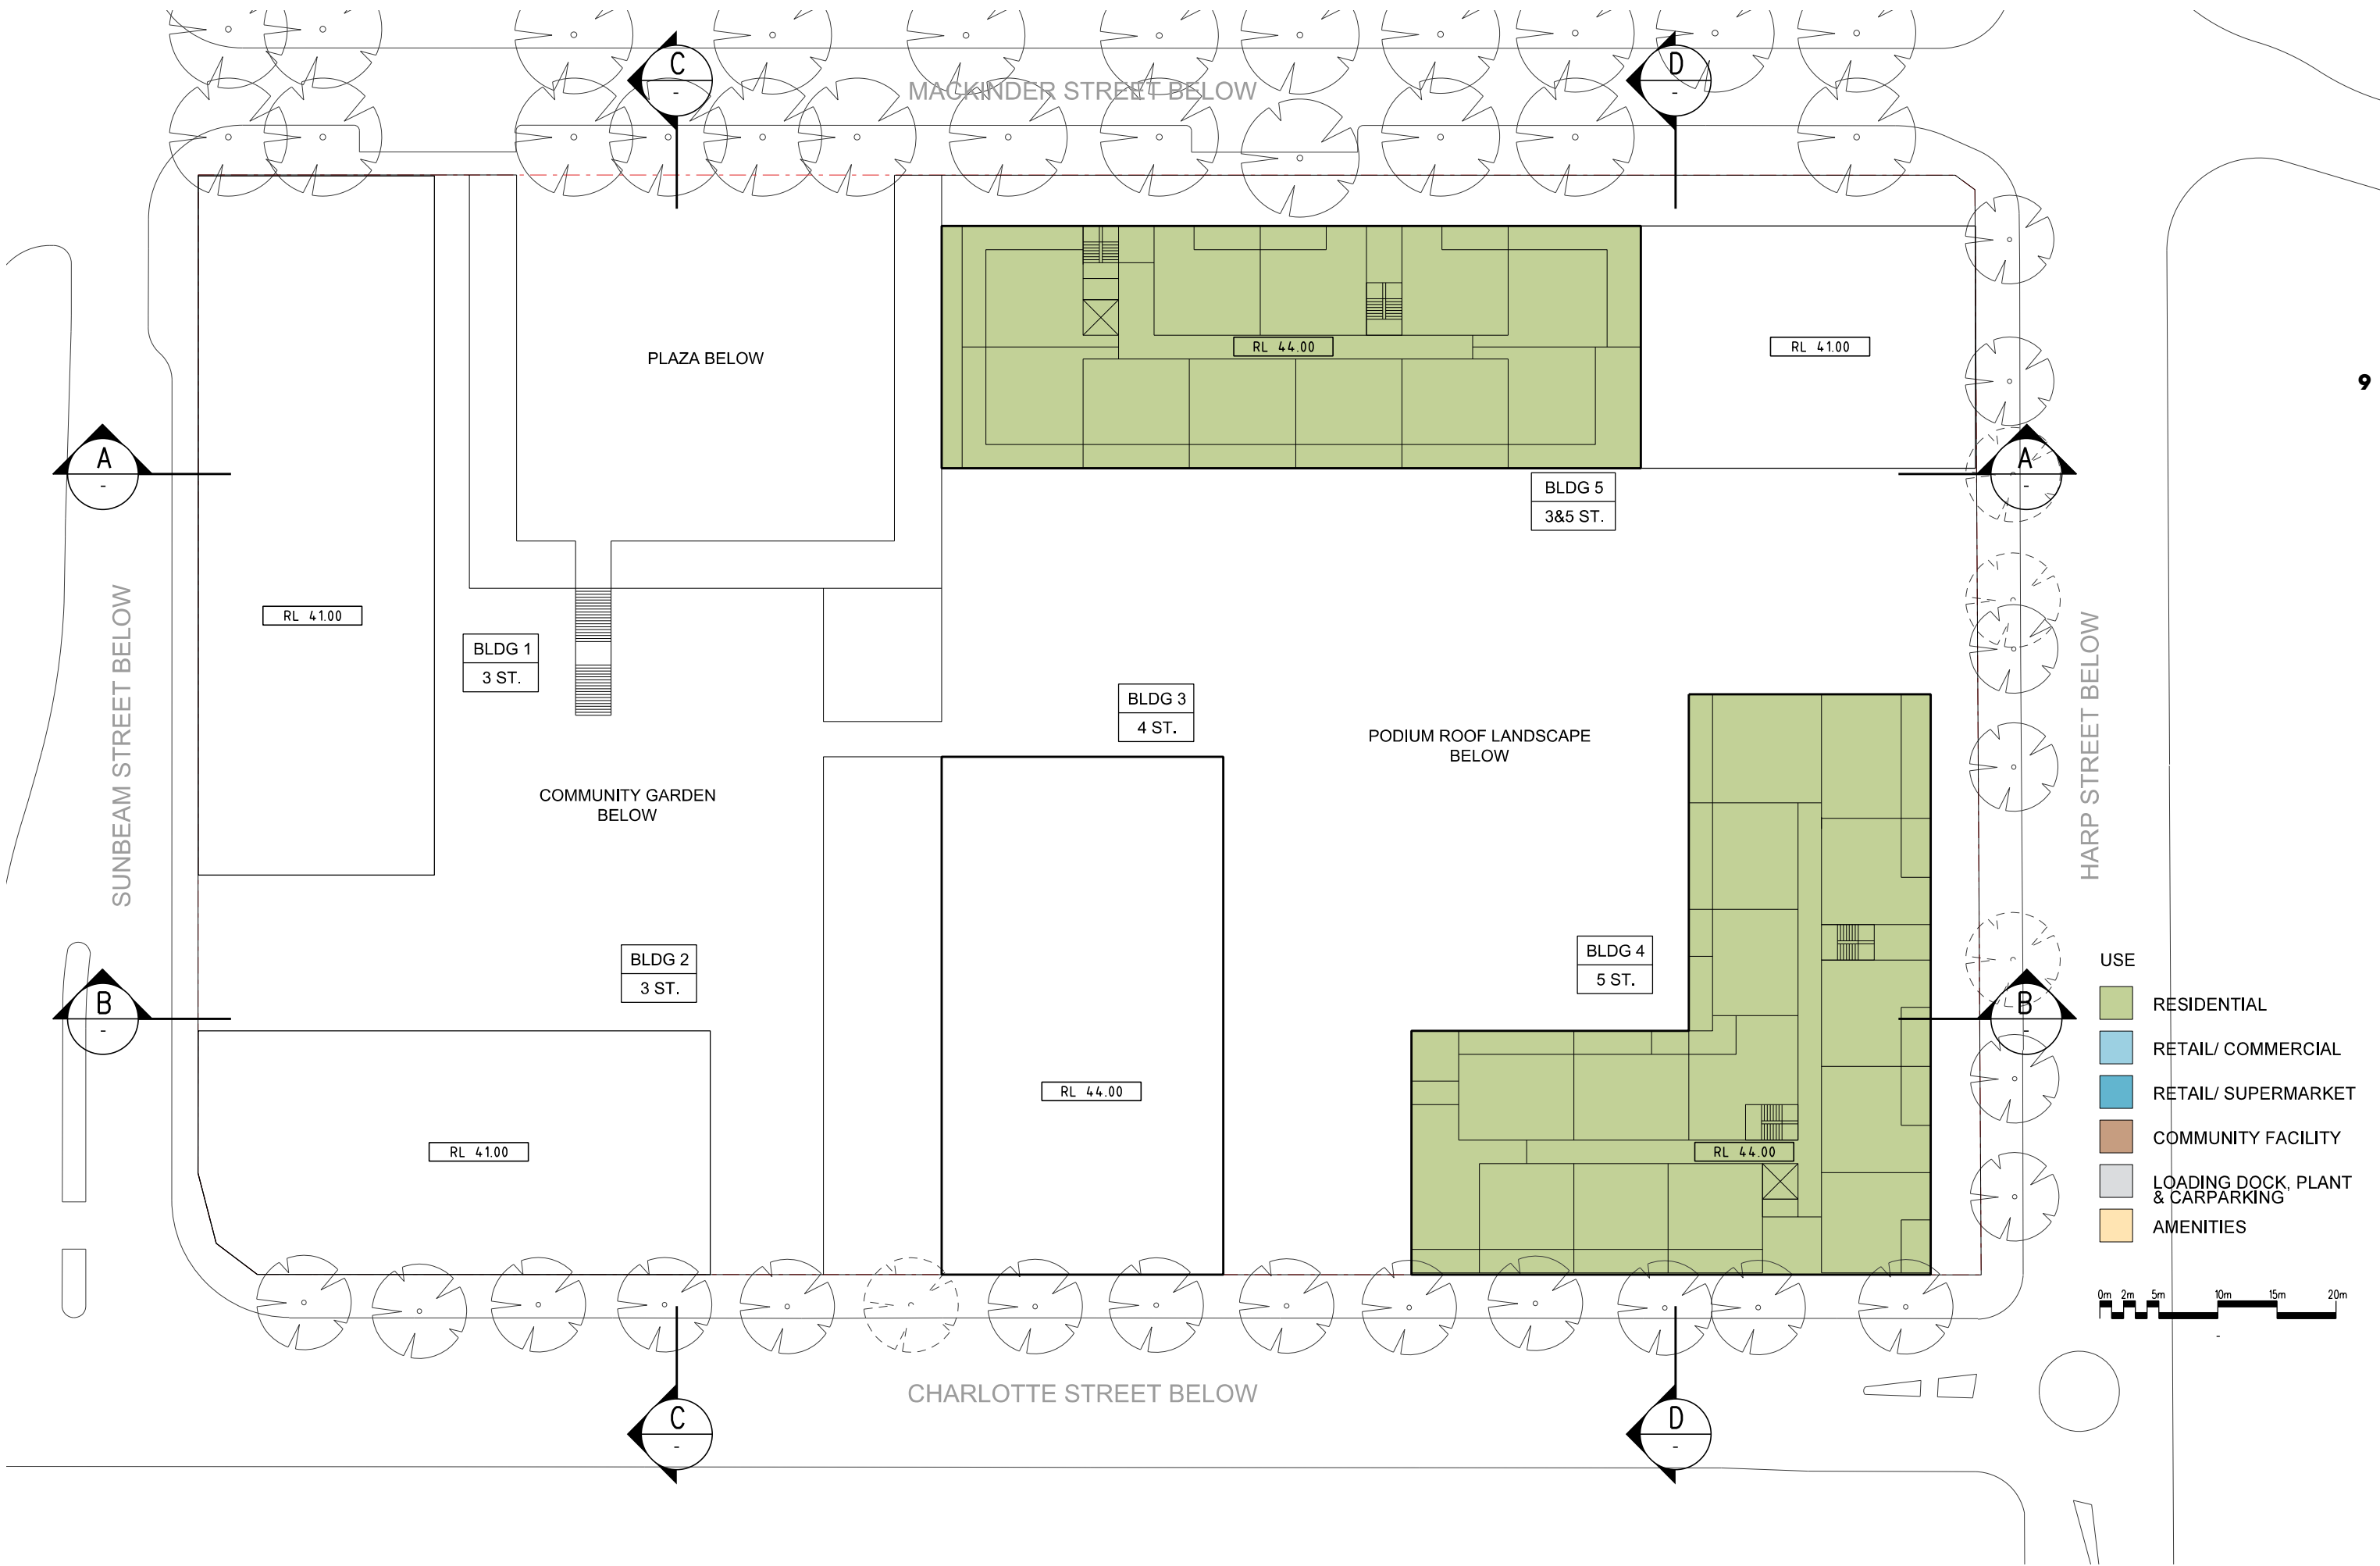 C
-
D
-
MACKINDER STREET BELOW
PLAZA BELOW
RL 44.00
RL 41.00
9
A
-
A
-
BLDG 5
3&5 ST.
RL 41.00
SUNBEAM STREET BELOW
BLDG 1
3 ST.
BLDG 3
4 ST.
HARP STREET BELOW
PODIUM ROOF LANDSCAPE
BELOW
COMMUNITY GARDEN
BELOW
BLDG 2
3 ST.
BLDG 4
5 ST.
B
-
B
-
RL 44.00
RL 41.00
RL 44.00
USE
RESIDENTIAL
RETAIL/ COMMERCIAL
RETAIL/ SUPERMARKET
COMMUNITY FACILITY
LOADING DOCK, PLANT
& CARPARKING
AMENITIES
0m 2m 5m 10m 15m 20m
-
CHARLOTTE STREET BELOW
C
-
D
-